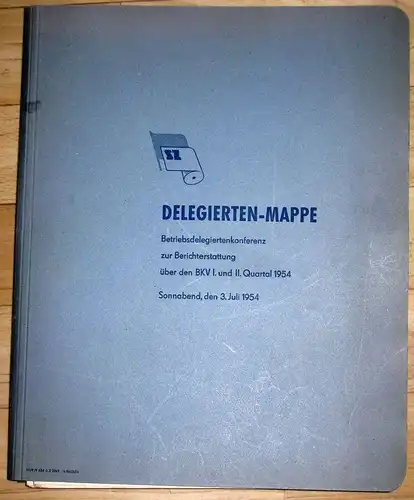 SZ
DELEGIERTEN-MAPPE
Betriebsdelegiertenkonferenz
zur Berichterstattung
über den BKV I. und II. Quartal 1954
Sonnabend, den 3. Juli 1954